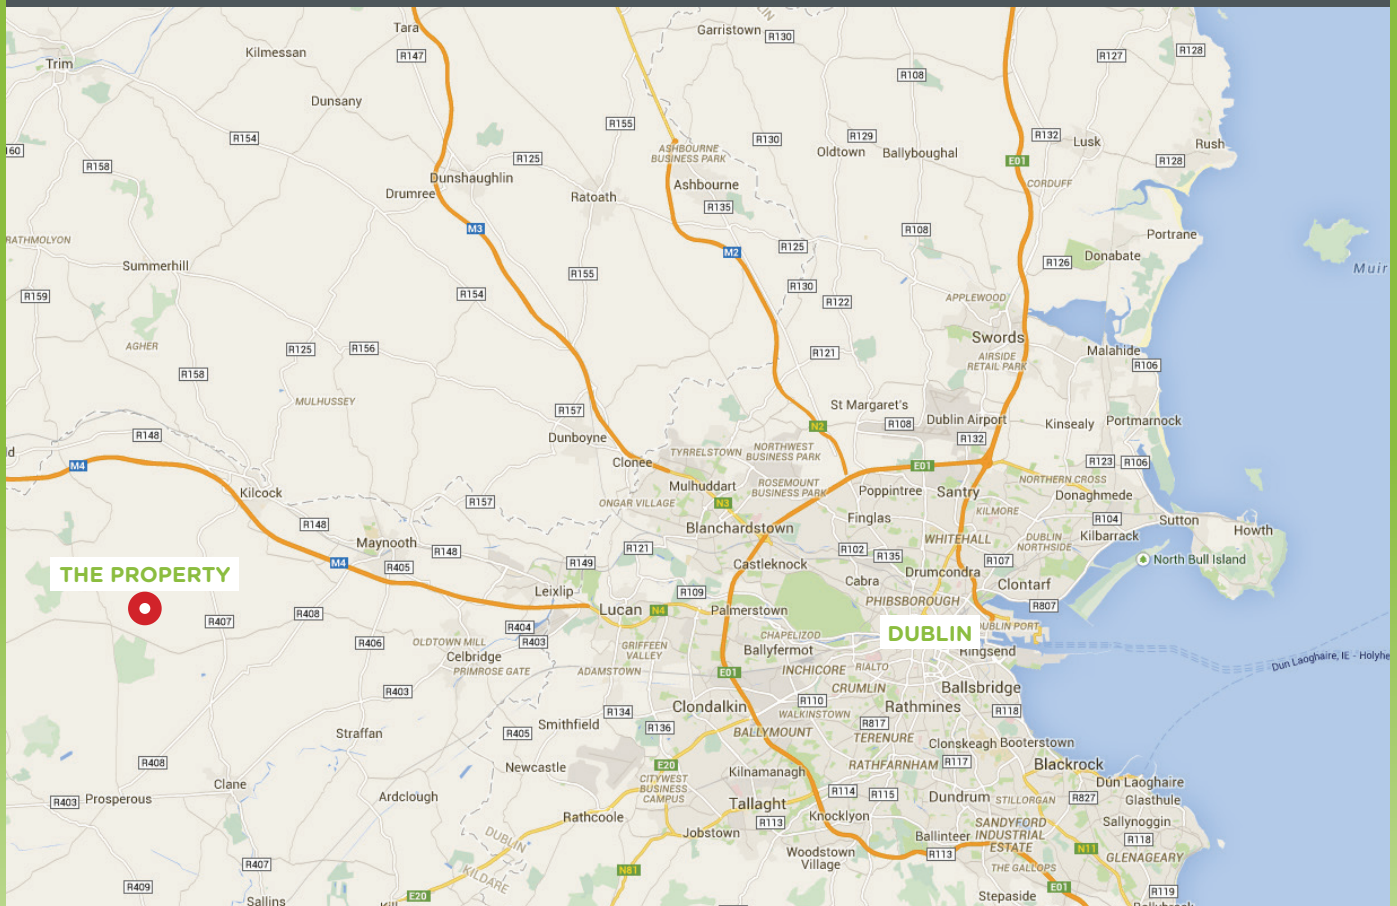 Tara
Garristown
R130
R128
R127
R147
Kilmessan
Trim
R108
Dunsany
R155
R154
R130
R129
R132
Lusk
Rush
R158
R125
ASHBOURNE
BUSINESS PARK
Oldtown
Ballyboughal
R128
E01
Dunshaughlin
Drumree
Ratoath
Ashbourne
R135
CORDUFF
M3
R108
Portrane
RATHMOLYON
M2
R125
R126
Donabate
Summerhill
R155
Muir
R159
R154
R130
R122
APPLEWOOD
Swords
AGHER
R125
R156
R121
AIRSIDE
RETAIL PARK
Malahide
R106
R158
MULHUSSEY
R157
St Margaret's
R108
Dublin Airport
R132
Kinsealy
Portmarnock
R148
N2
Dunboyne
TYRRELSTOWN
NORTHWEST
BUSINESS PARK
M4
Clonee
E01
R123
R106
Kilcock
Mulhuddart
ROSEMOUNT
BUSINESS PARK
Poppintree
Santry
NORTHERN CROSS
Donaghmede
R157
ONGAR VILLAGE
N3
KILMORE
R148
Blanchardstown
Finglas
R104
Kilbarrack
Sutton
Howth
WHITEHALL
DUBLIN
NORTHSIDE
Maynooth
R148
R121
R102
R135
M4
R405
R149
Castleknock
R107
North Bull Island
THE PROPERTY
Cabra
Drumcondra
Clontarf
Leixlip
R109
PHIBSBOROUGH
R807
R408
R407
Lucan
N4
Palmerstown
DUBLIN
DUBLIN PORT
R404
R403
R406
OLDTOWN MILL
Celbridge
PRIMROSE GATE
GRIFFEEN
VALLEY
CHAPELIZOD
Ballyfermot
Ringsend
Dun Laoghaire, IE - Holyhe
ADAMSTOWN
E01
INCHICORE
RIALTO
CRUMLIN
Ballsbridge
R403
R110
Clondalkin
R134
WALKINSTOWN
Rathmines
R118
Straffan
R405
Smithfield
R136
BALLYMOUNT
R817
TERENURE
Clonskeagh
Booterstown
R408
Newcastle
E20
RATHFARNHAM
R117
Blackrock
Clane
CITYWEST
BUSINESS
CAMPUS
Kilnamanagh
Dún Laoghaire
R403
Prosperous
Ardclough
Tallaght
R114
R115
Dundrum
STILLORGAN
R827
Glasthule
Rathcoole
R113
Knocklyon
SANDYFORD
INDUSTRIAL
ESTATE
Sallynoggin
DUBLIN
Jobstown
Ballinteer
R118
Woodstown
Village
R113
N11
GLENAGEARY
R407
KILDARE
N81
THE GALLOPS
R409
E20
E01
R119
Sallins
Stepaside